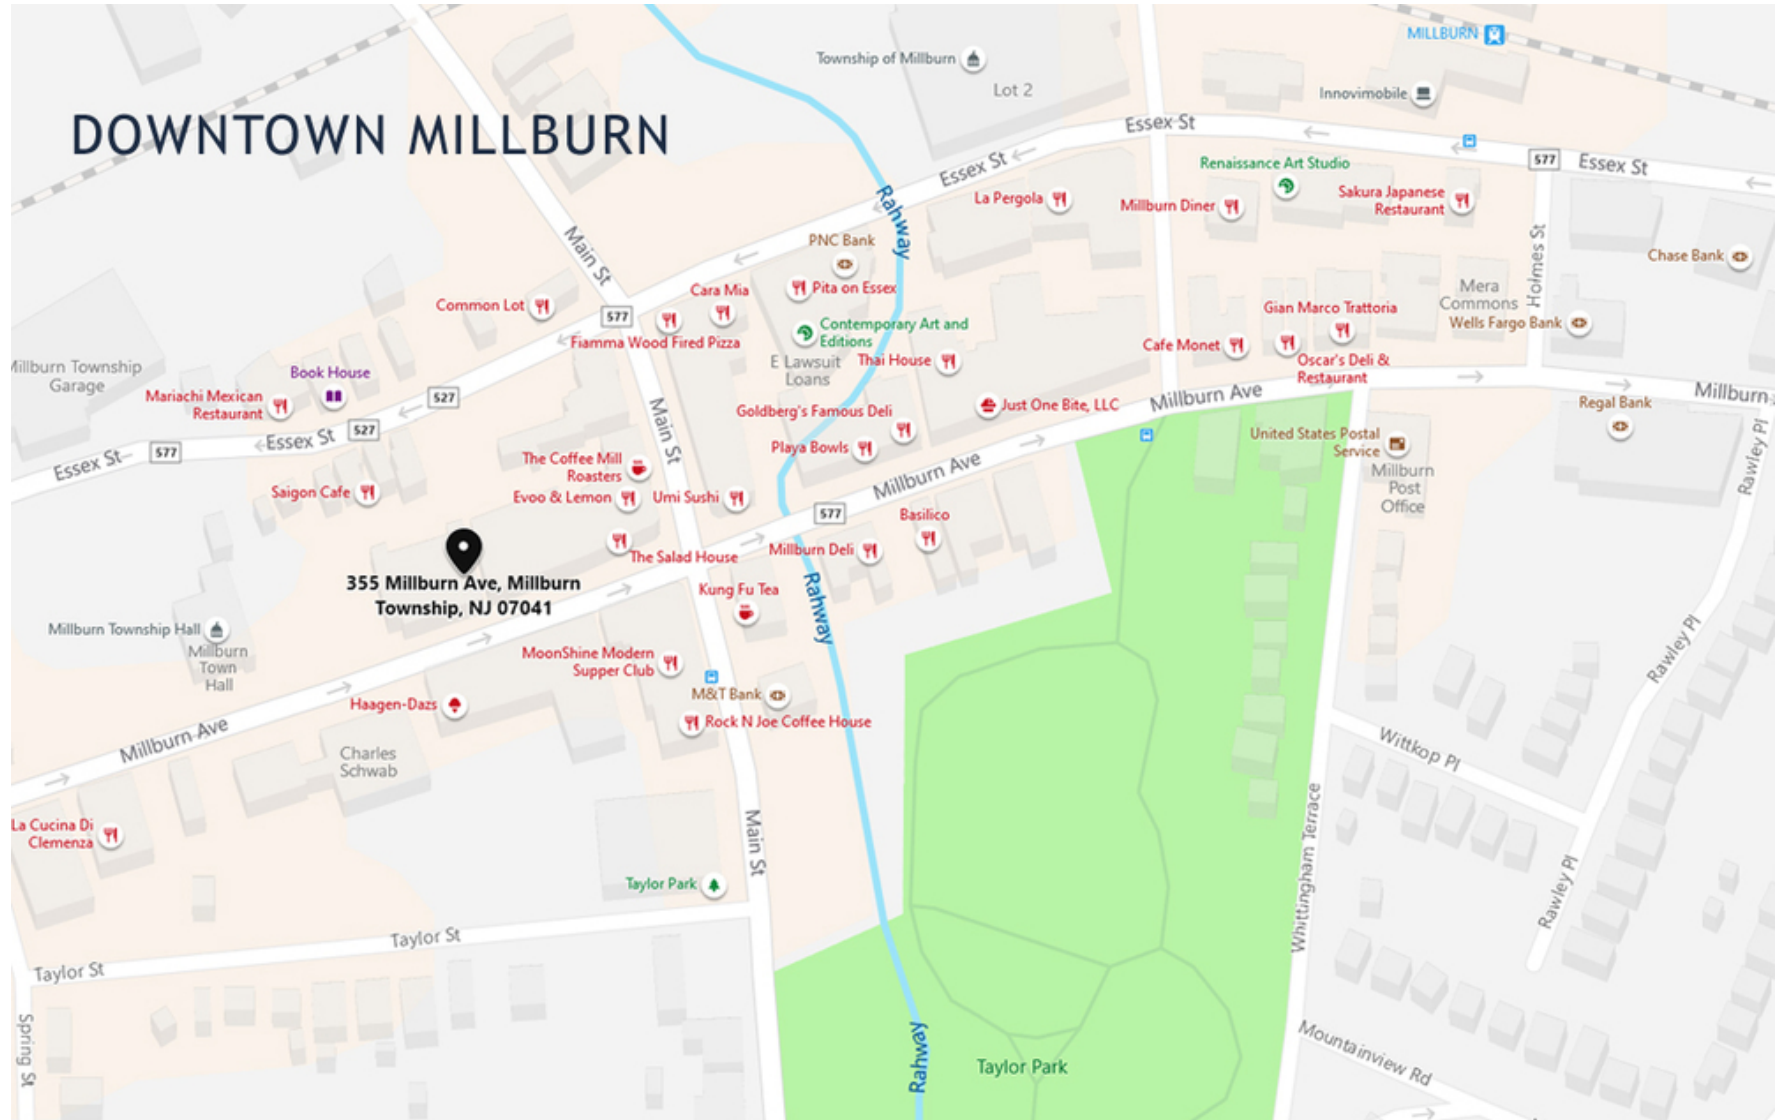 MILLBURN
Township of Millburn
Lot 2
Innovimobile
DOWNTOWN MILLBURN
Essex St
Essex St
577
Essex St
Renaissance Art Studio
La Pergola
Millburn Diner
Sakura Japanese
Restaurant
Rahway
Main St
PNC Bank
Chase Bank
Holmes St
Pita on Essex
Cara Mia
Common Lot
577
Mera
Commons
Gian Marco Trattoria
Wells Fargo Bank
Contemporary Art and
Editions
Fiamma Wood Fired Pizza
Cafe Monet
E Lawsuit
Loans
Thai House
Oscar's Deli &
Restaurant
Millburn Township
Garage
Book House
Mariachi Mexican
Restaurant
527
Millburn Ave
Millburn
Regal Bank
Just One Bite, LLC
Goldberg's Famous Deli
Main St
527
Essex St
577
Essex St
Playa Bowls
United States Postal
Service
Millburn
Post
Office
Rawley Pl
The Coffee Mill
Roasters
Evoo & Lemon
Umi Sushi
Saigon Cafe
Millburn Ave
577
Basilico
Millburn Deli
The Salad House
355 Millburn Ave, Millburn
Township, NJ 07041
Kung Fu Tea
Rahway
Millburn Township Hall
Millburn
Town
Hall
MoonShine Modern
Supper Club
Rawley Pl
M&T Bank
Haagen-Dazs
Rock N Joe Coffee House
Millburn Ave
Charles
Schwab
Wittkop Pl
La Cucina Di
Clemenza
Main St
Whittingham Terrace
Taylor Park
Rawley Pl
Taylor St
Taylor St
Spring St
Rahway
Taylor Park
Mountainview Rd